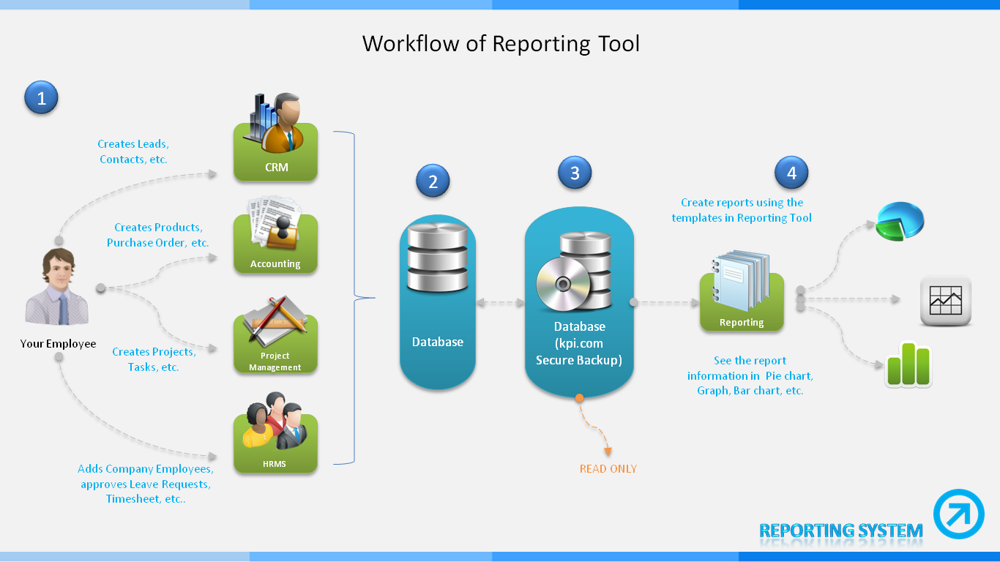 Workflow of Reporting Tool
1
Creates Leads,
Contacts, etc.
CRM
Creates Products,
Purchase Order, etc.
Accounting
Your Employee
Creates Projects,
Tasks, etc.
Project
Management
HRMS
Adds Company Employees,
approves Leave Requests,
Timesheet, etc..
2
Database
3
Database
(kpi.com
Secure Backup)
READ ONLY
4
Create reports using the
templates in Reporting Tool
Reporting
See the report
information in Pie chart,
Graph, Bar chart, etc.
REPORTING SYSTEM